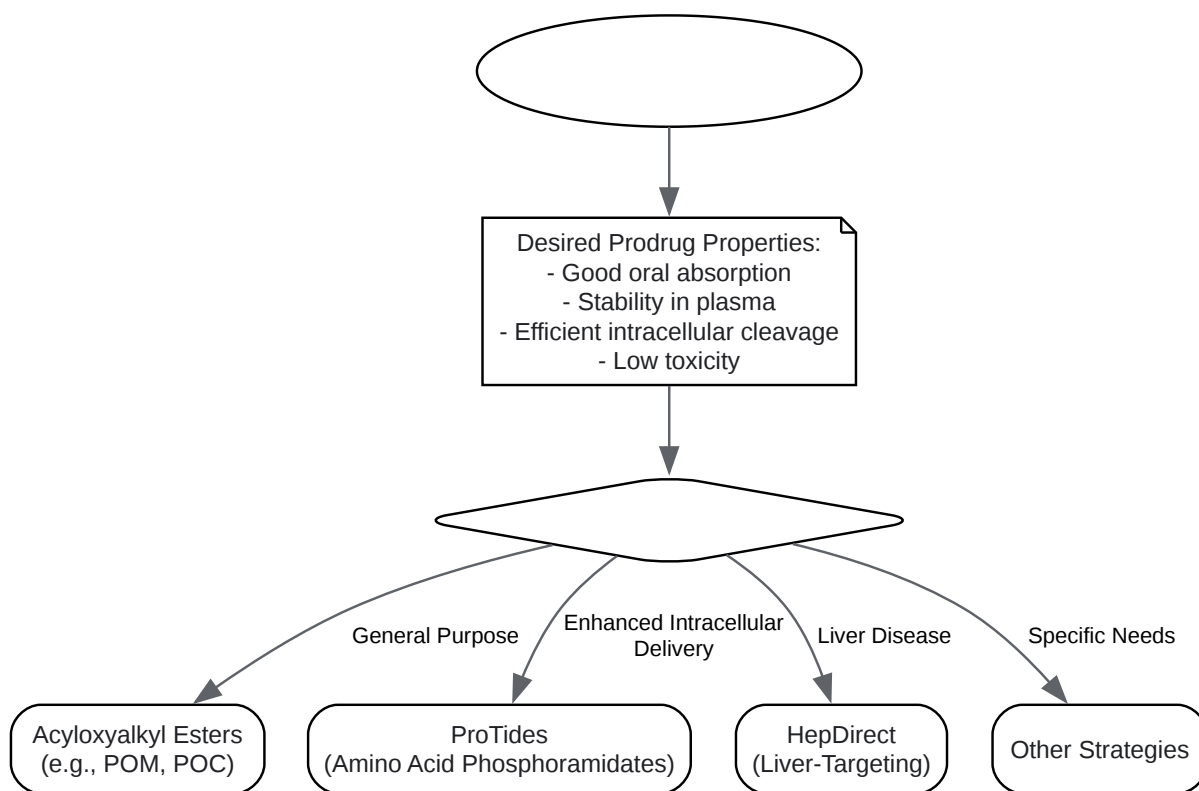 Desired Prodrug Properties:
- Good oral absorption
- Stability in plasma
- Efficient intracellular cleavage
- Low toxicity
General Purpose
Enhanced Intracellular
Delivery
Liver Disease
Specific Needs
Acyloxyalkyl Esters
(e.g., POM, POC)
ProTides
(Amino Acid Phosphoramidates)
HepDirect
(Liver-Targeting)
Other Strategies